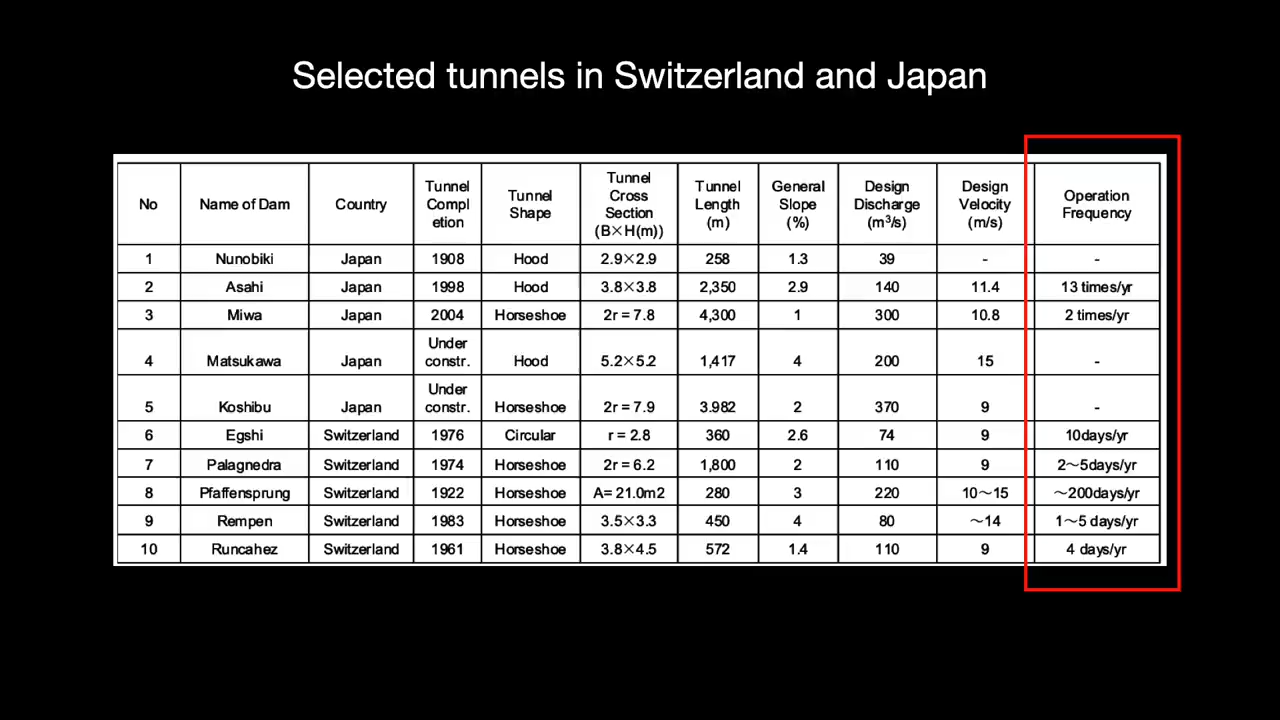 Selected tunnels in Switzerland and Japan
No Name of Dam Country Tunnel Compl etion Tunnel Shape Tunnel Cross Section (B×H(m)) Tunnel Length (m) General Slope (%) Design Discharge (m³/s) Design Velocity (m/s) Operation Frequency
1 Nunobiki Japan 1908 Hood 2.9×2.9 258 1.3 39 - -
2 Asahi Japan 1998 Hood 3.8×3.8 2,350 2.9 140 11.4 13 times/yr
3 Miwa Japan 2004 Horseshoe 2r = 7.8 4,300 1 300 10.8 2 times/yr
4 Matsukawa Japan Under constr. Hood 5.2×5.2 1,417 4 200 15 -
5 Koshibu Japan Under constr. Horseshoe 2r = 7.9 3.982 2 370 9 -
6 Egshi Switzerland 1976 Circular r = 2.8 360 2.6 74 9 10days/yr
7 Palagnedra Switzerland 1974 Horseshoe 2r = 6.2 1,800 2 110 9 2～5days/yr
8 Pfaffensprung Switzerland 1922 Horseshoe A= 21.0m2 280 3 220 10～15 ～200days/yr
9 Rempen Switzerland 1983 Horseshoe 3.5×3.3 450 4 80 ～14 1～5 days/yr
10 Runcahez Switzerland 1961 Horseshoe 3.8×4.5 572 1.4 110 9 4 days/yr